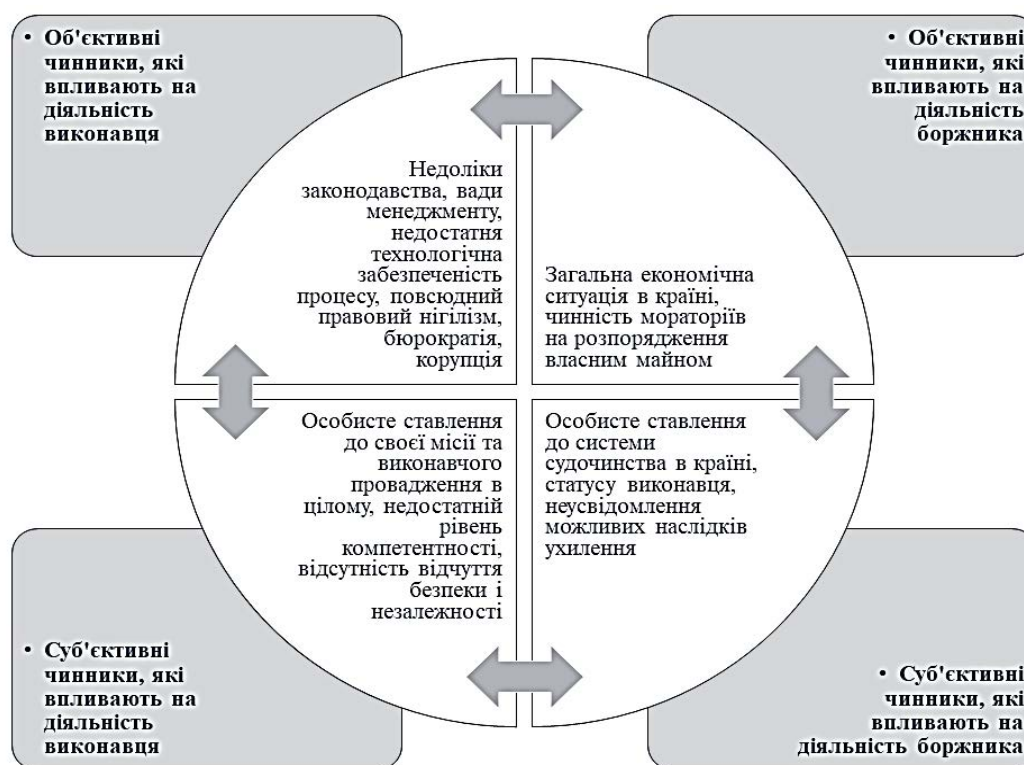 • Об'єктивні
чинники, які
впливають на
діяльність
виконавця
• Об'єктивні
чинники, які
впливають на
діяльність
боржника
Недоліки
законодавства, вади
менеджменту,
недостатня
технологічна
забезпеченість
процесу, повсюдний
правовий нігілізм,
бюрократія,
корупція
Загальна економічна
ситуація в країні,
чинність мораторіїв
на розпорядження
власним майном
Особисте ставлення
до своєї місії та
виконавчого
провадження в
цілому, недостатній
рівень
компетентності,
відсутність відчуття
безпеки і
незалежності
Особисте ставлення
до системи
судочинства в країні,
статусу виконавця,
неусвідомлення
можливих наслідків
ухилення
• Суб'єктивні
чинники, які
впливають на
діяльність
виконавця
• Суб'єктивні
чинники, які
впливають на
діяльність боржника